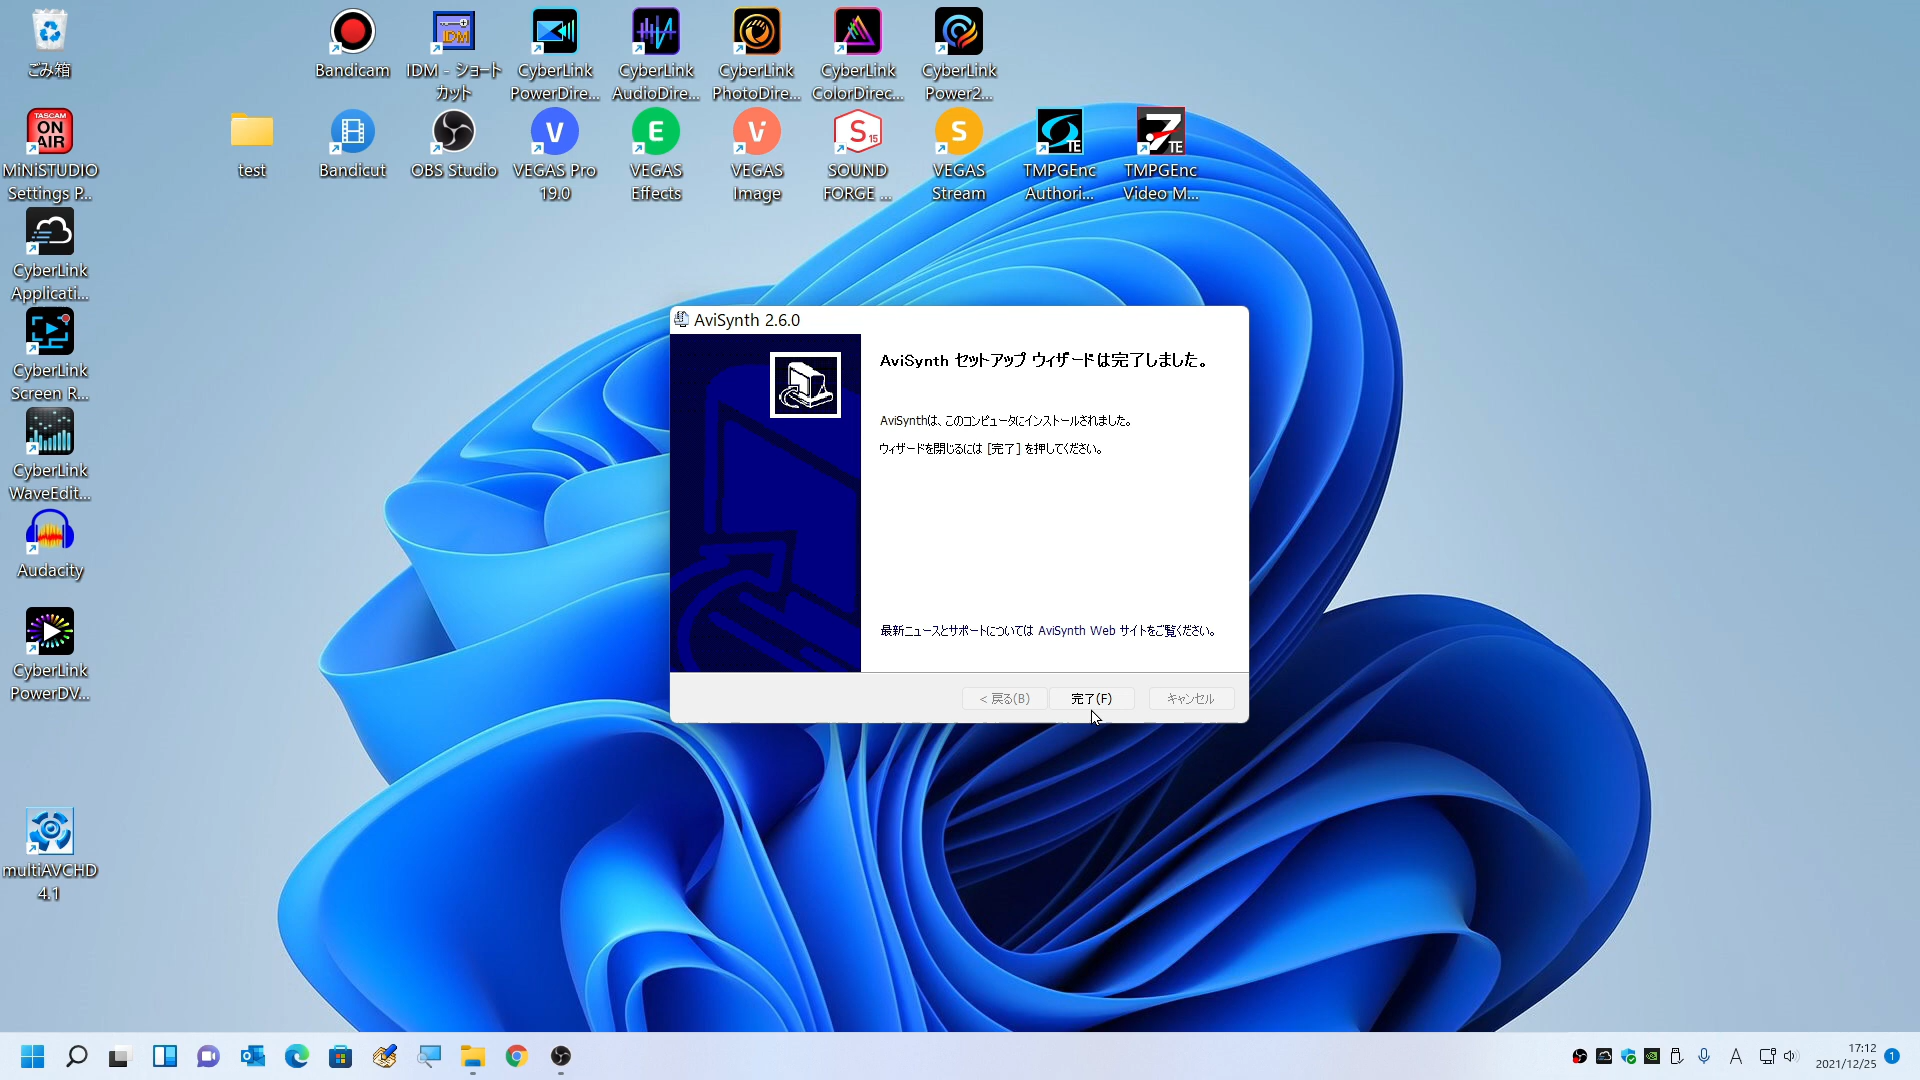 ごみ箱
Bandicam
IDM - ショート
カット
CyberLink
PowerDire...
CyberLink
AudioDire...
CyberLink
PhotoDire...
CyberLink
ColorDirec...
CyberLink
Power2...
TASCAM
ON
AIR
MiNiSTUDIO
Settings P...
test
Bandicut
OBS Studio
VEGAS Pro
19.0
VEGAS
Effects
VEGAS
Image
SOUND
FORGE ...
VEGAS
Stream
TMPGEnc
Authori...
TMPGEnc
Video M...
CyberLink
Applicati...
CyberLink
Screen R...
CyberLink
WaveEdit...
Audacity
CyberLink
PowerDV...
multiAVCHD
4.1
AviSynth 2.6.0
AviSynth セットアップ ウィザードは完了しました。
AviSynthは、このコンピュータにインストールされました。
ウィザードを閉じるには [完了] を押してください。
最新ニュースとサポートについては AviSynth Web サイトをご覧ください。
< 戻る(B)
完了(F)
キャンセル
A
17:12
2021/12/25
1